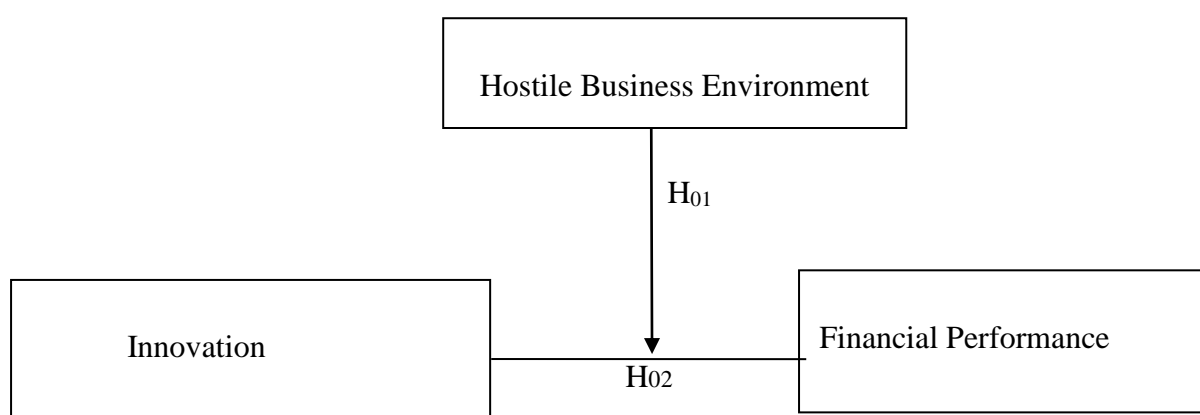 Hostile Business Environment
H01
Innovation
Financial Performance
H02